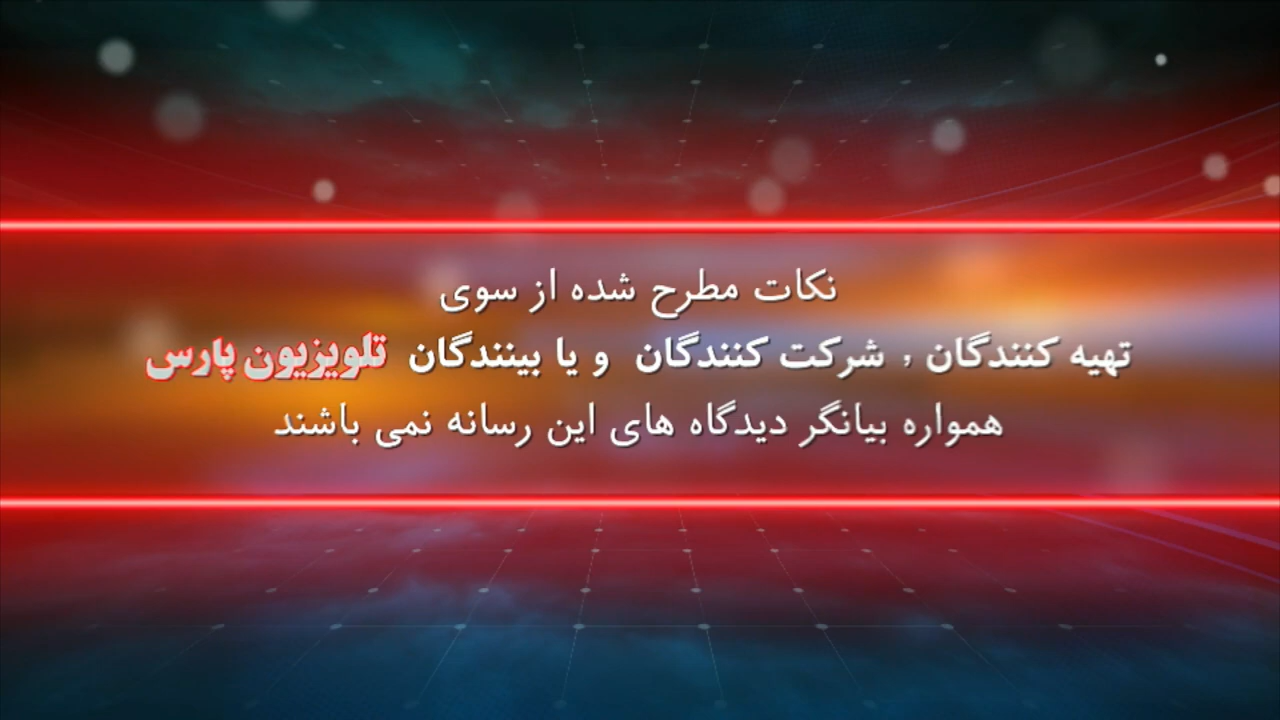 نکات مطرح شده از سوی
تهیه کنندگان , شرکت کنندگان و یا بینندگان تلویزیون پارس
همواره بیانگر دیدگاه های این رسانه نمی باشند